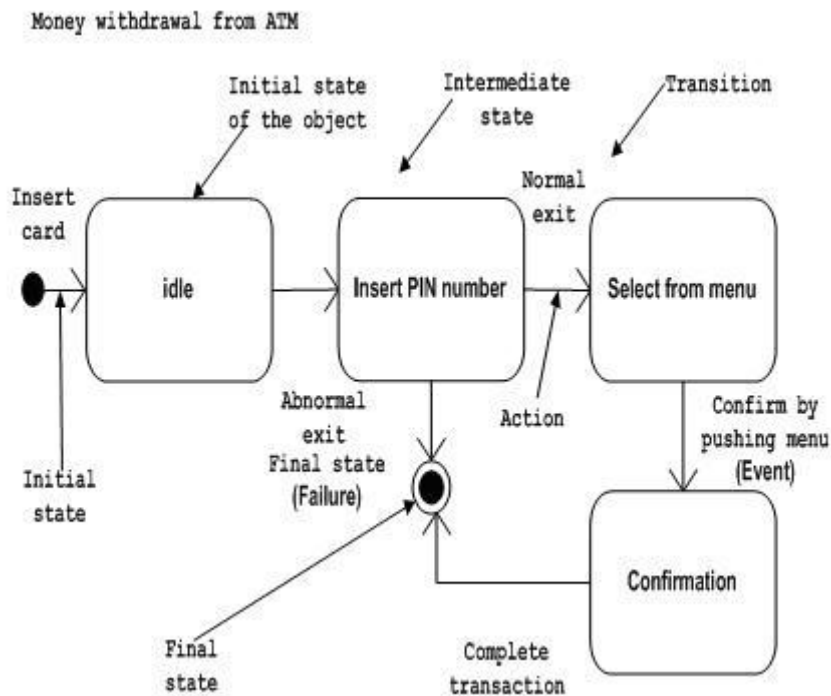 Money withdrawal from ATM
Initial state
of the object
Intermediate
state
Transition
Insert
card
Normal
exit
idle
Insert PIN number
Select from menu
Abnormal
exit
Final state
(Failure)
Action
Confirm by
pushing menu
(Event)
Initial
state
Confirmation
Final
state
Complete
transaction